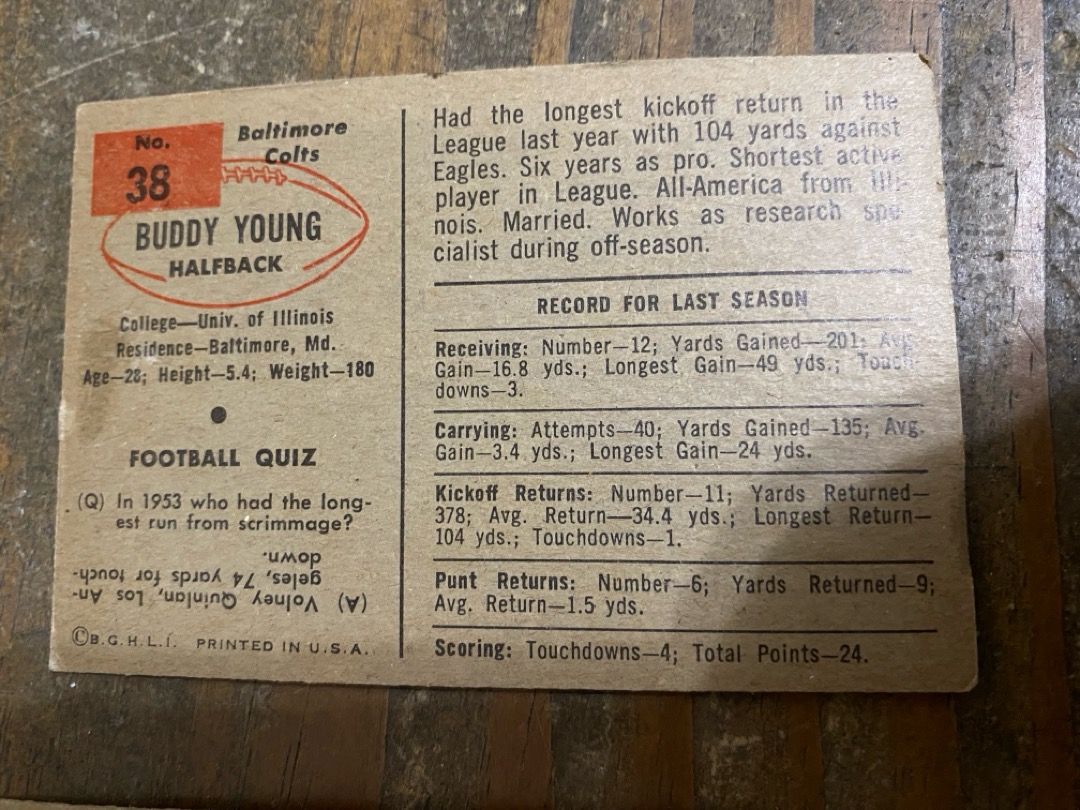 No.
38
Baltimore
Colts
BUDDY YOUNG
HALFBACK
College—Univ. of Illinois
Residence—Baltimore, Md.
Age—28; Height—5.4; Weight—180
FOOTBALL QUIZ
(Q) In 1953 who had the long-
est run from scrimmage?
(A) Volney Quinlan, Los An-
geles, 74 yards for touch-
down.
©B.G.H.L.I. PRINTED IN U.S.A.
Had the longest kickoff return in the
League last year with 104 yards against
Eagles. Six years as pro. Shortest active
player in League. All-America from Illi-
nois. Married. Works as research spe
cialist during off-season.
RECORD FOR LAST SEASON
Receiving: Number—12; Yards Gained—201; Avg.
Gain—16.8 yds.; Longest Gain—49 yds.; Touch-
downs—3.
Carrying: Attempts—40; Yards Gained—135; Avg.
Gain—3.4 yds.; Longest Gain—24 yds.
Kickoff Returns: Number—11; Yards Returned—
378; Avg. Return—34.4 yds.; Longest Return—
104 yds.; Touchdowns—1.
Punt Returns: Number—6; Yards Returned—9;
Avg. Return—1.5 yds.
Scoring: Touchdowns—4; Total Points—24.